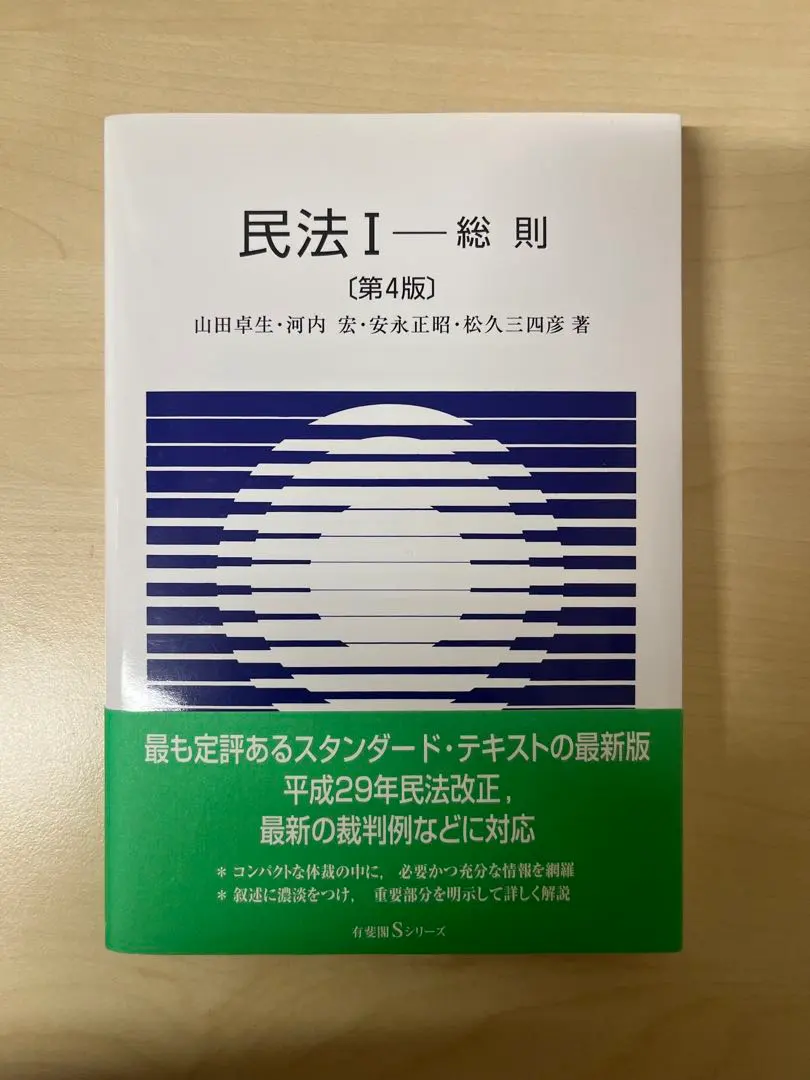 民法Ⅰ──総 則
〔第4版〕
山田卓生・河内 宏・安永正昭・松久三四彦 著
最も定評あるスタンダード・テキストの最新版
平成29年民法改正,
最新の裁判例などに対応
* コンパクトな体裁の中に, 必要かつ充分な情報を網羅
* 叙述に濃淡をつけ, 重要部分を明示して詳しく解説
有斐閣Sシリーズ